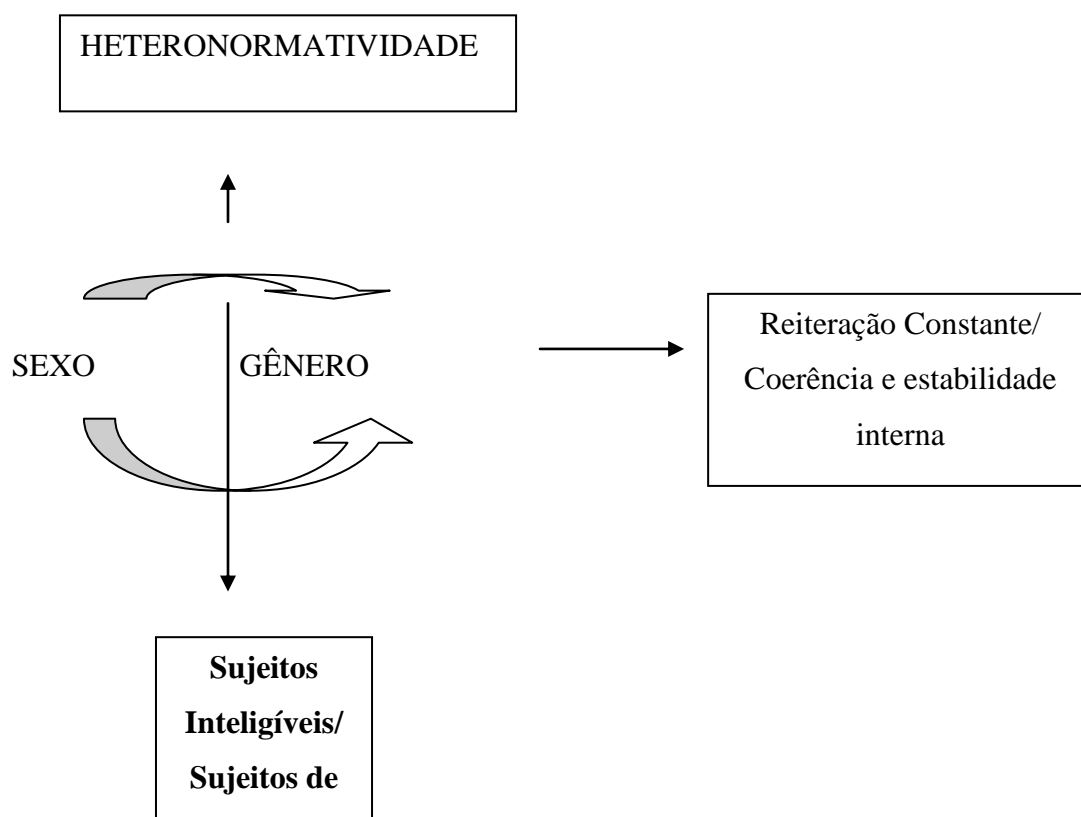 HETERONORMATIVIDADE
SEXO GÊNERO
Reiteração Constante/
Coerência e estabilidade
interna
Sujeitos
Inteligíveis/
Sujeitos de